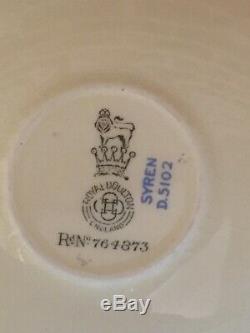 ROYAL DOULTON
ENGLAND
Rd No 764873
SYREN
D.5102